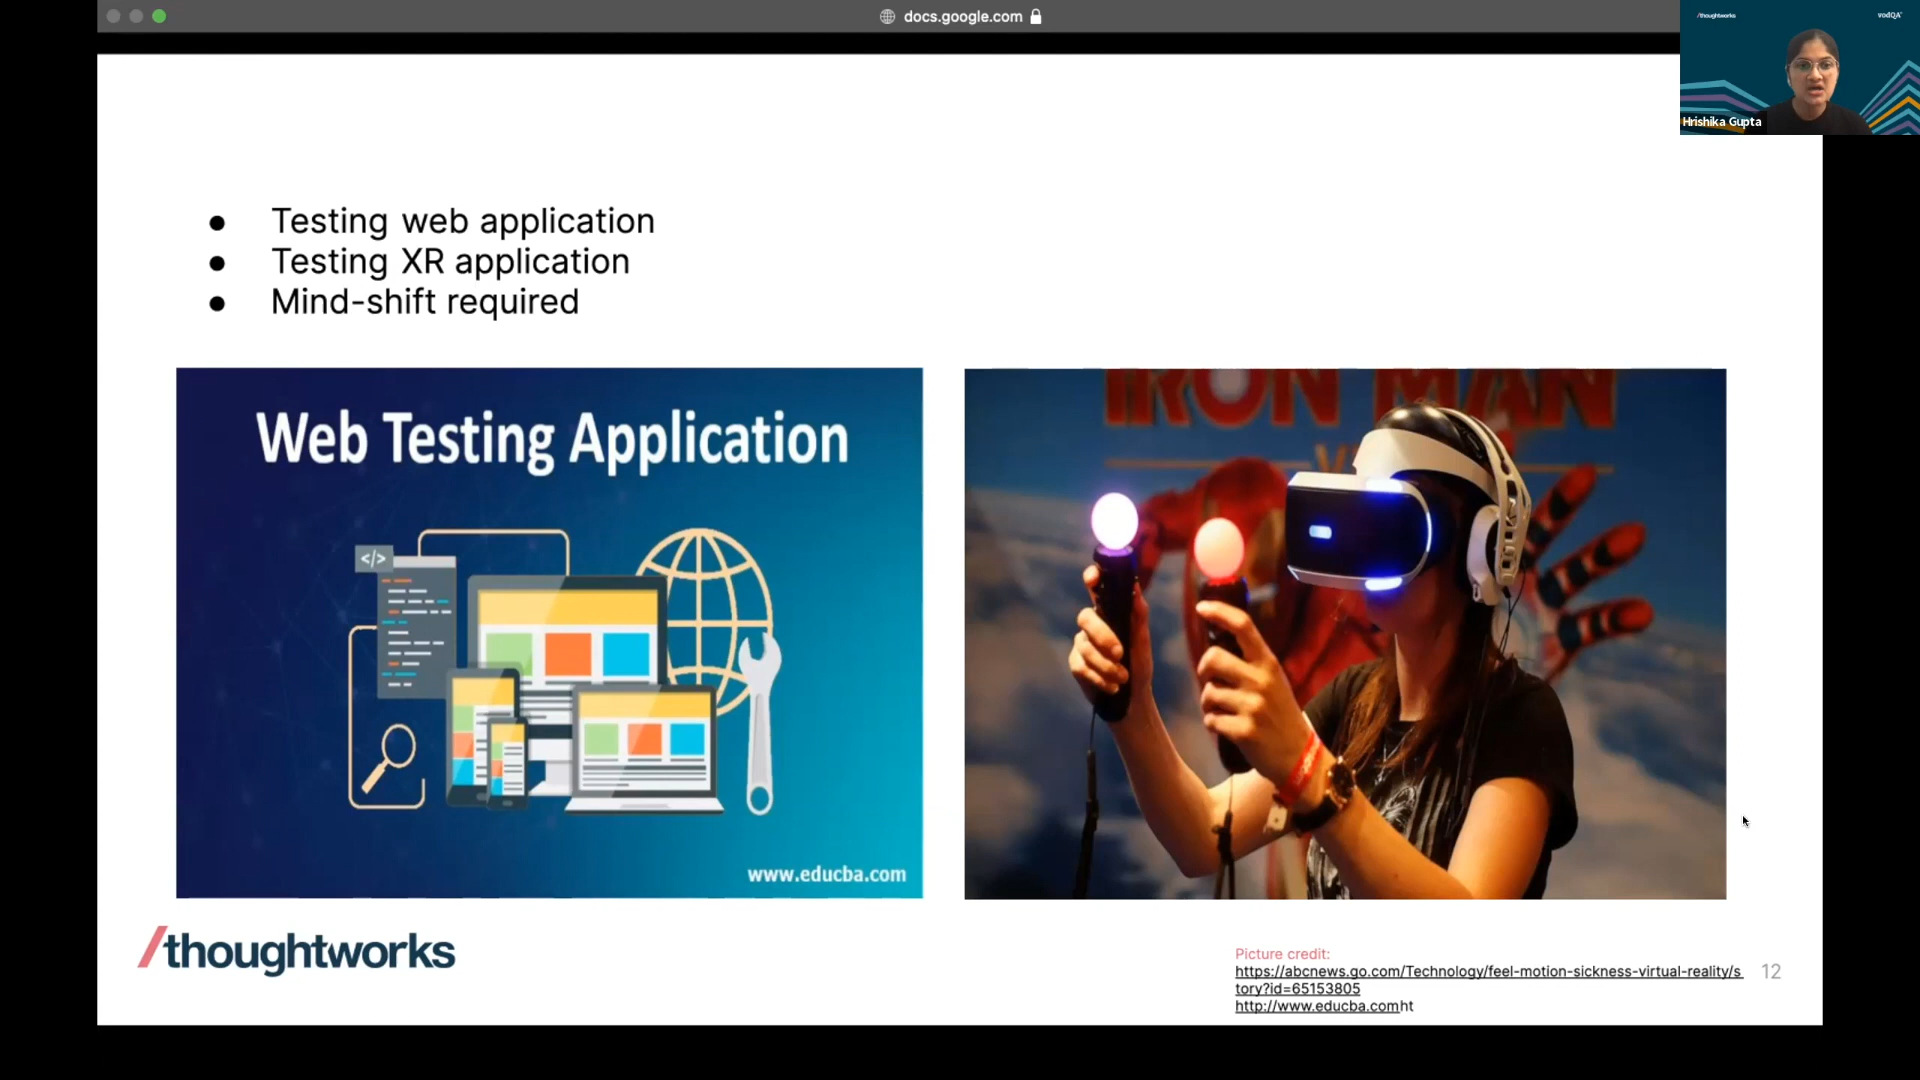 docs.google.com
/thoughtworks
vodQA
Hrishika Gupta
● Testing web application
● Testing XR application
● Mind-shift required
Web Testing Application
</>
www.educba.com
IRON MAN
/thoughtworks
Picture credit:
https://abcnews.go.com/Technology/feel-motion-sickness-virtual-reality/s
tory?id=65153805
http://www.educba.comht
12